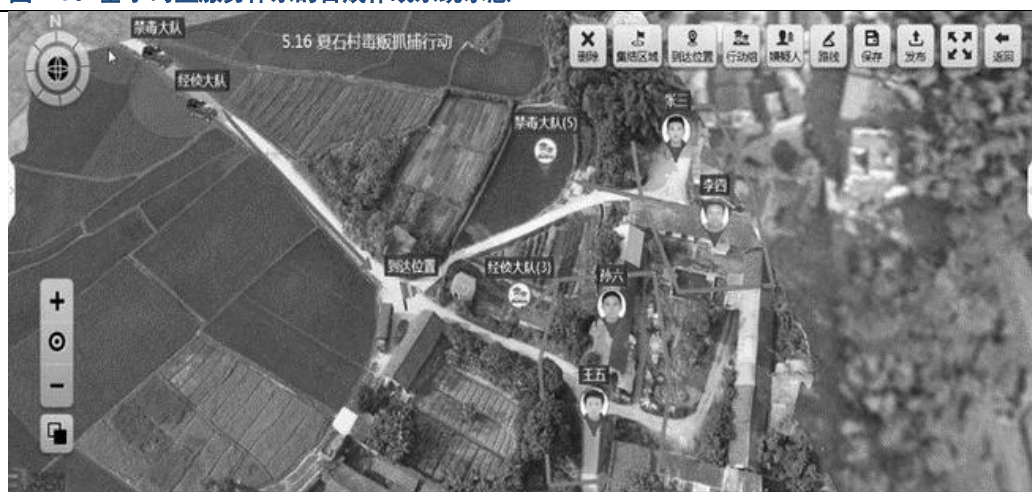 禁毒大队
N
5.16 夏石村毒贩抓捕行动
删除
集结区域
到达位置
行动组
嫌疑人
路线
保存
发布
返回
经侦大队
张三
禁毒大队(5)
李四
到达位置
经侦大队(3)
孙六
王五